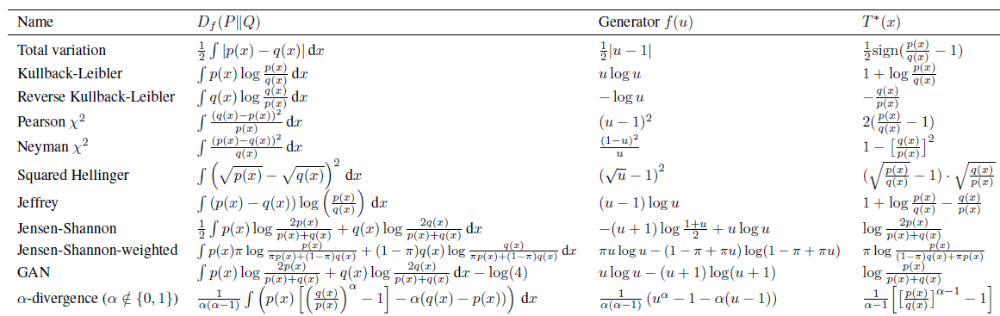 Name $D_f(P\|Q)$ Generator $f(u)$ $T^*(x)$
Total variation $\frac{1}{2}\int |p(x) - q(x)|\, \mathrm{d}x$ $\frac{1}{2}|u - 1|$ $\frac{1}{2}\mathrm{sign}(\frac{p(x)}{q(x)} - 1)$
Kullback-Leibler $\int p(x) \log \frac{p(x)}{q(x)}\, \mathrm{d}x$ $u \log u$ $1 + \log \frac{p(x)}{q(x)}$
Reverse Kullback-Leibler $\int q(x) \log \frac{q(x)}{p(x)}\, \mathrm{d}x$ $-\log u$ $-\frac{q(x)}{p(x)}$
Pearson $\chi^2$ $\int \frac{(q(x)-p(x))^2}{p(x)}\, \mathrm{d}x$ $(u - 1)^2$ $2(\frac{p(x)}{q(x)} - 1)$
Neyman $\chi^2$ $\int \frac{(p(x)-q(x))^2}{q(x)}\, \mathrm{d}x$ $\frac{(1-u)^2}{u}$ $1 - \left[\frac{q(x)}{p(x)}\right]^2$
Squared Hellinger $\int \left(\sqrt{p(x)} - \sqrt{q(x)}\right)^2 \mathrm{d}x$ $(\sqrt{u} - 1)^2$ $(\sqrt{\frac{p(x)}{q(x)}} - 1) \cdot \sqrt{\frac{q(x)}{p(x)}}$
Jeffrey $\int (p(x) - q(x)) \log \left(\frac{p(x)}{q(x)}\right) \mathrm{d}x$ $(u - 1) \log u$ $1 + \log \frac{p(x)}{q(x)} - \frac{q(x)}{p(x)}$
Jensen-Shannon $\frac{1}{2}\int p(x) \log \frac{2p(x)}{p(x)+q(x)} + q(x) \log \frac{2q(x)}{p(x)+q(x)}\, \mathrm{d}x$ $-(u + 1) \log \frac{1+u}{2} + u \log u$ $\log \frac{2p(x)}{p(x)+q(x)}$
Jensen-Shannon-weighted $\int p(x)\pi \log \frac{p(x)}{\pi p(x)+(1-\pi)q(x)} + (1 - \pi)q(x) \log \frac{q(x)}{\pi p(x)+(1-\pi)q(x)}\, \mathrm{d}x$ $\pi u \log u - (1 - \pi + \pi u) \log(1 - \pi + \pi u)$ $\pi \log \frac{p(x)}{(1-\pi)q(x)+\pi p(x)}$
GAN $\int p(x) \log \frac{2p(x)}{p(x)+q(x)} + q(x) \log \frac{2q(x)}{p(x)+q(x)}\, \mathrm{d}x - \log(4)$ $u \log u - (u + 1) \log(u + 1)$ $\log \frac{p(x)}{p(x)+q(x)}$
$\alpha$-divergence ($\alpha \notin \{0, 1\}$) $\frac{1}{\alpha(\alpha-1)} \int \left(p(x) \left[\left(\frac{q(x)}{p(x)}\right)^\alpha - 1\right] - \alpha(q(x) - p(x))\right) \mathrm{d}x$ $\frac{1}{\alpha(\alpha-1)} (u^\alpha - 1 - \alpha(u - 1))$ $\frac{1}{\alpha-1} \left[\left[\frac{p(x)}{q(x)}\right]^{\alpha-1} - 1\right]$